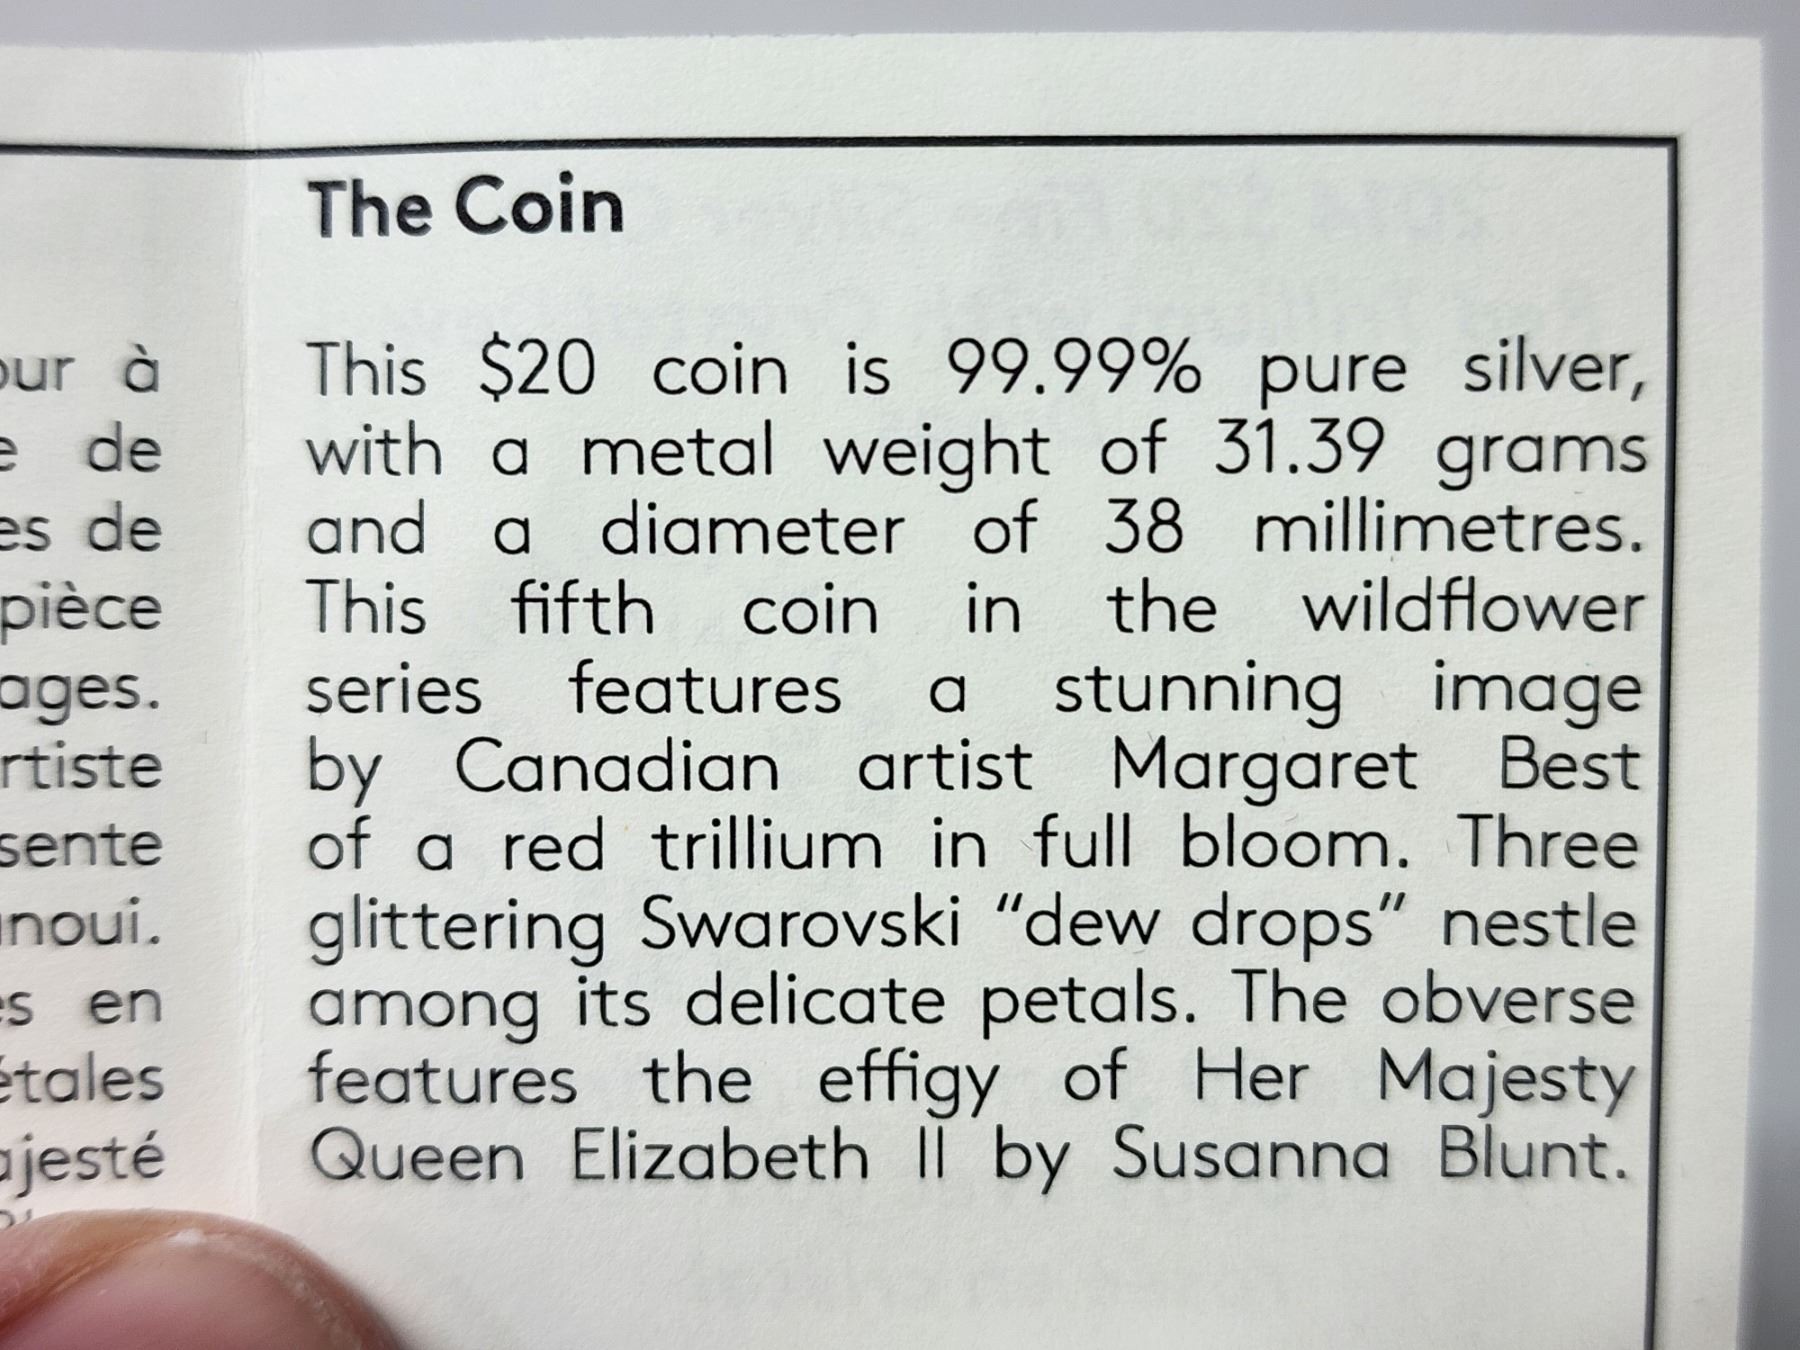 The Coin
This $20 coin is 99.99% pure silver,
with a metal weight of 31.39 grams
and a diameter of 38 millimetres.
This fifth coin in the wildflower
series features a stunning image
by Canadian artist Margaret Best
of a red trillium in full bloom. Three
glittering Swarovski “dew drops” nestle
among its delicate petals. The obverse
features the effigy of Her Majesty
Queen Elizabeth II by Susanna Blunt.
à
de
de
pièce